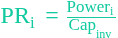 PR_i = Power_i / Cap_inv